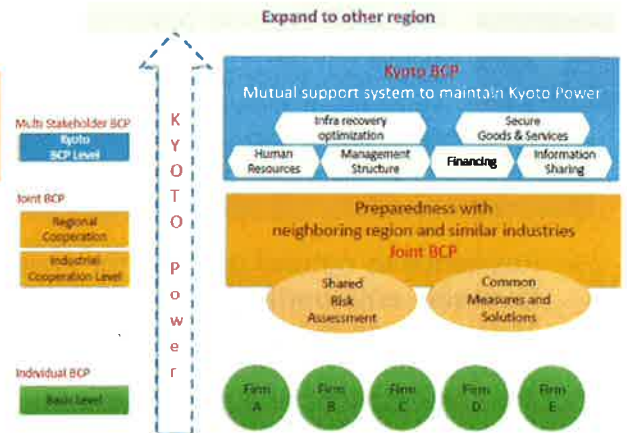 Expand to other region
Kyoto BCP
Mutual support system to maintain Kyoto Power
Infra recovery
optimization
Secure
Goods & Services
Human
Resources
Management
Structure
Financing
Information
Sharing
Multi Stakeholder BCP
Kyoto
BCP Level
Joint BCP
Regional
Cooperation
Industrial
Cooperation Level
Preparedness with
neighboring region and similar industries
Joint BCP
Shared
Risk
Assessment
Common
Measures and
Solutions
Individual BCP
Basis Level
KYOTO Power
Firm
A
Firm
B
Firm
C
Firm
D
Firm
E